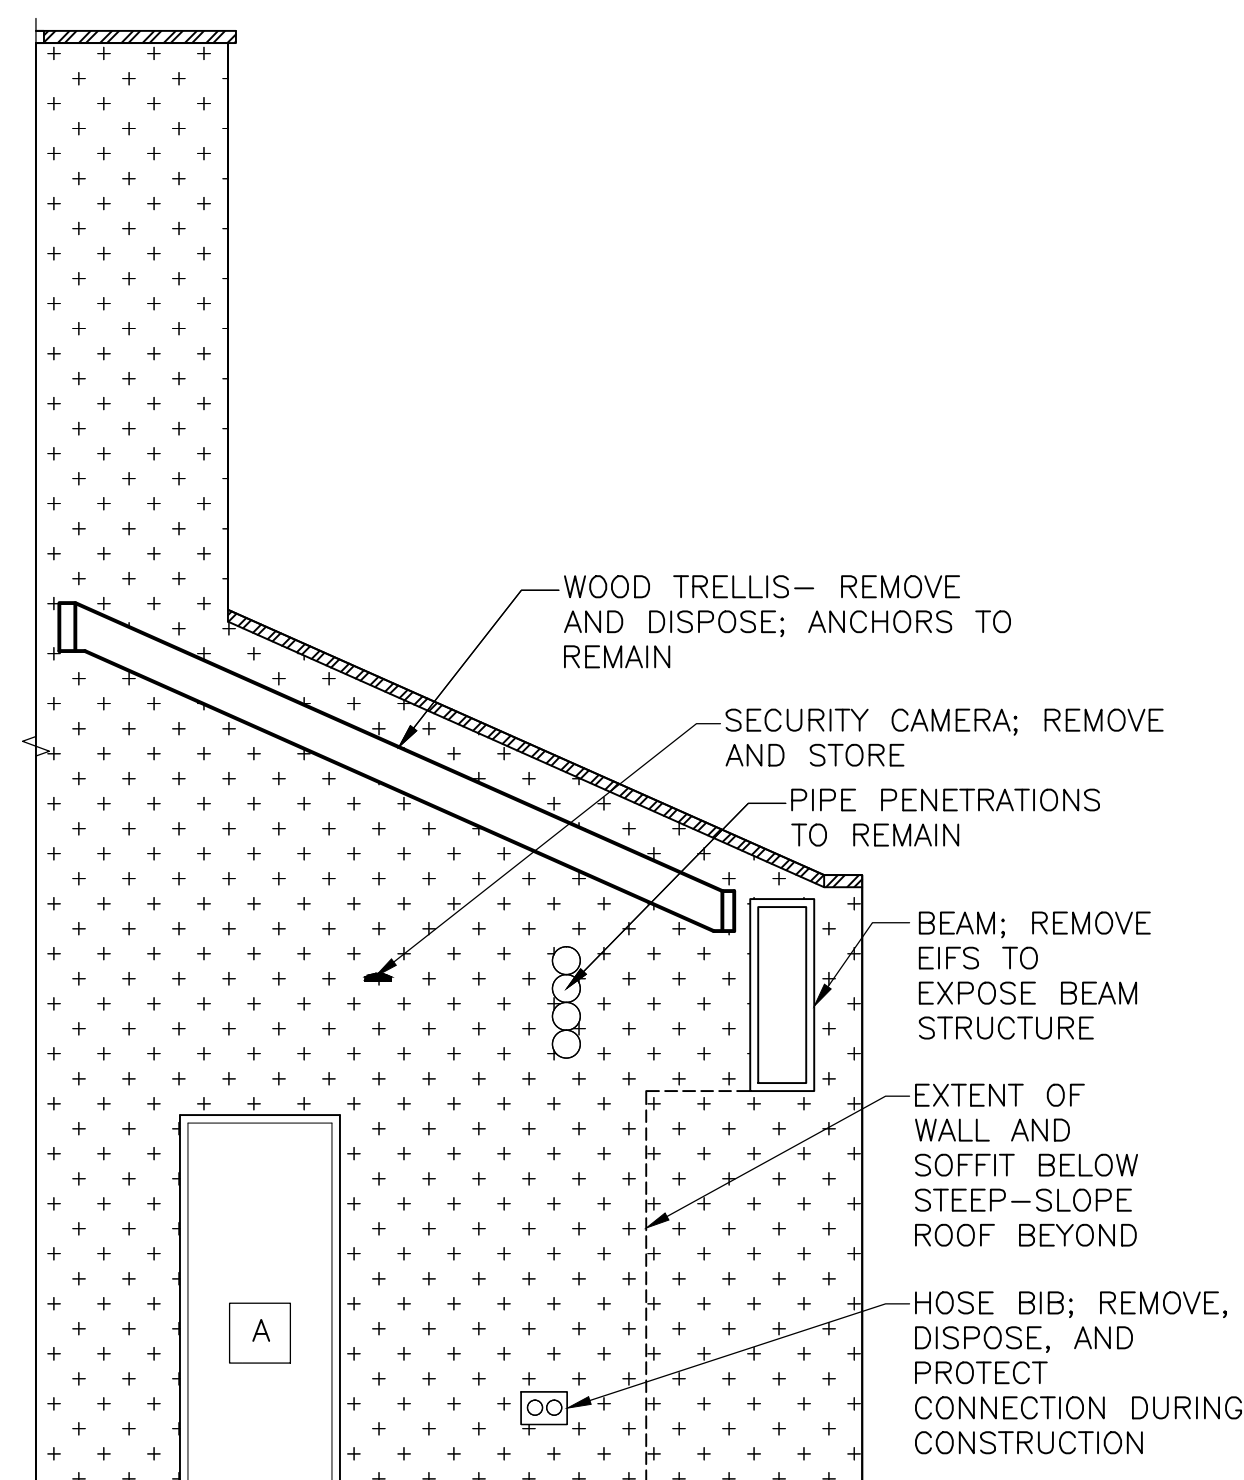 WOOD TRELLIS– REMOVE
AND DISPOSE; ANCHORS TO
REMAIN
SECURITY CAMERA; REMOVE
AND STORE
PIPE PENETRATIONS
TO REMAIN
BEAM; REMOVE
EIFS TO
EXPOSE BEAM
STRUCTURE
EXTENT OF
WALL AND
SOFFIT BELOW
STEEP–SLOPE
ROOF BEYOND
A
HOSE BIB; REMOVE,
DISPOSE, AND
PROTECT
CONNECTION DURING
CONSTRUCTION